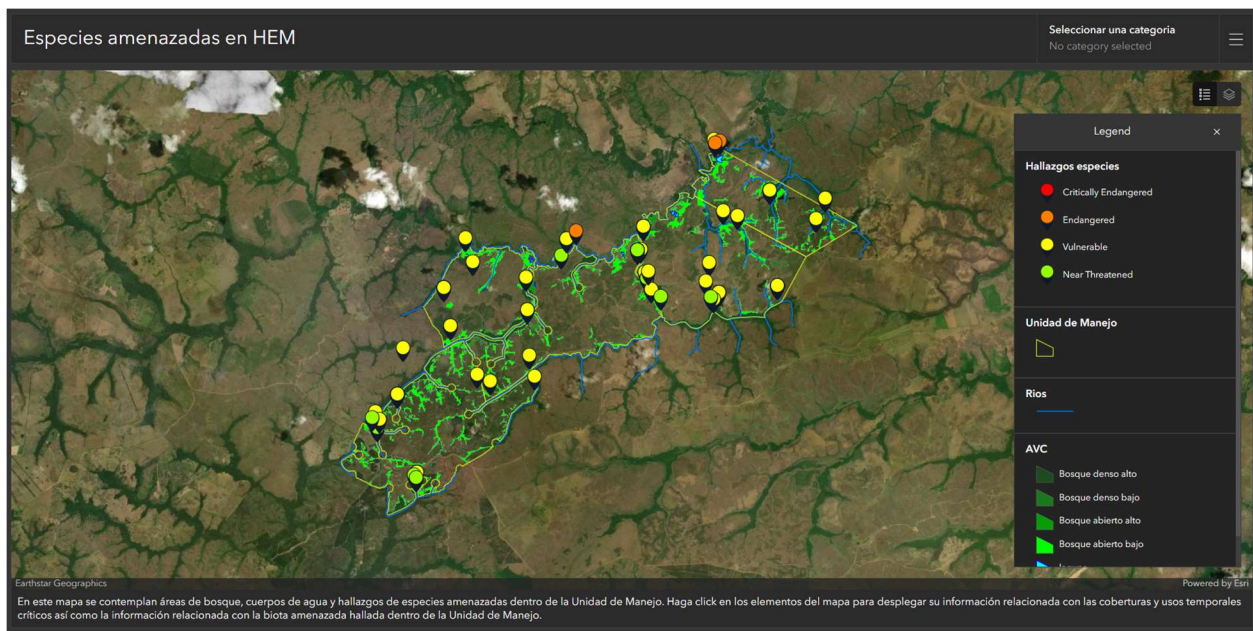 Especies amenazadas en HEM
Seleccionar una categoria
No category selected
Legend
×
Hallazgos especies
Critically Endangered
Endangered
Vulnerable
Near Threatened
Unidad de Manejo
Rios
AVC
Bosque denso alto
Bosque denso bajo
Bosque abierto alto
Bosque abierto bajo
Earthstar Geographics
Powered by Esri
En este mapa se contemplan áreas de bosque, cuerpos de agua y hallazgos de especies amenazadas dentro de la Unidad de Manejo. Haga click en los elementos del mapa para desplegar su información relacionada con las coberturas y usos temporales
críticos así como la información relacionada con la biota amenazada hallada dentro de la Unidad de Manejo.